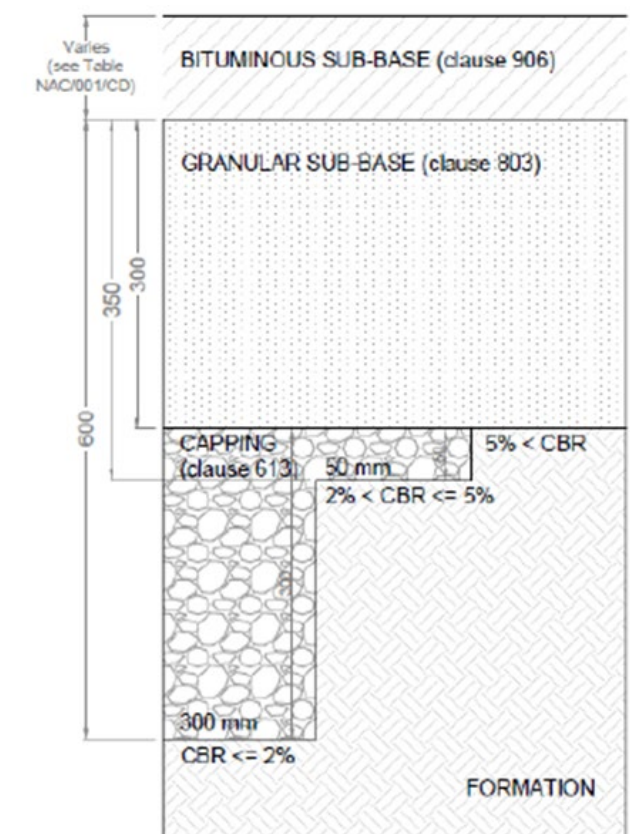 Varies
(see Table
NAC/001/CD)
BITUMINOUS SUB-BASE (clause 906)
GRANULAR SUB-BASE (clause 803)
300
350
600
CAPPING
(clause 613)
50 mm
5% < CBR
2% < CBR <= 5%
300 mm
CBR <= 2%
FORMATION